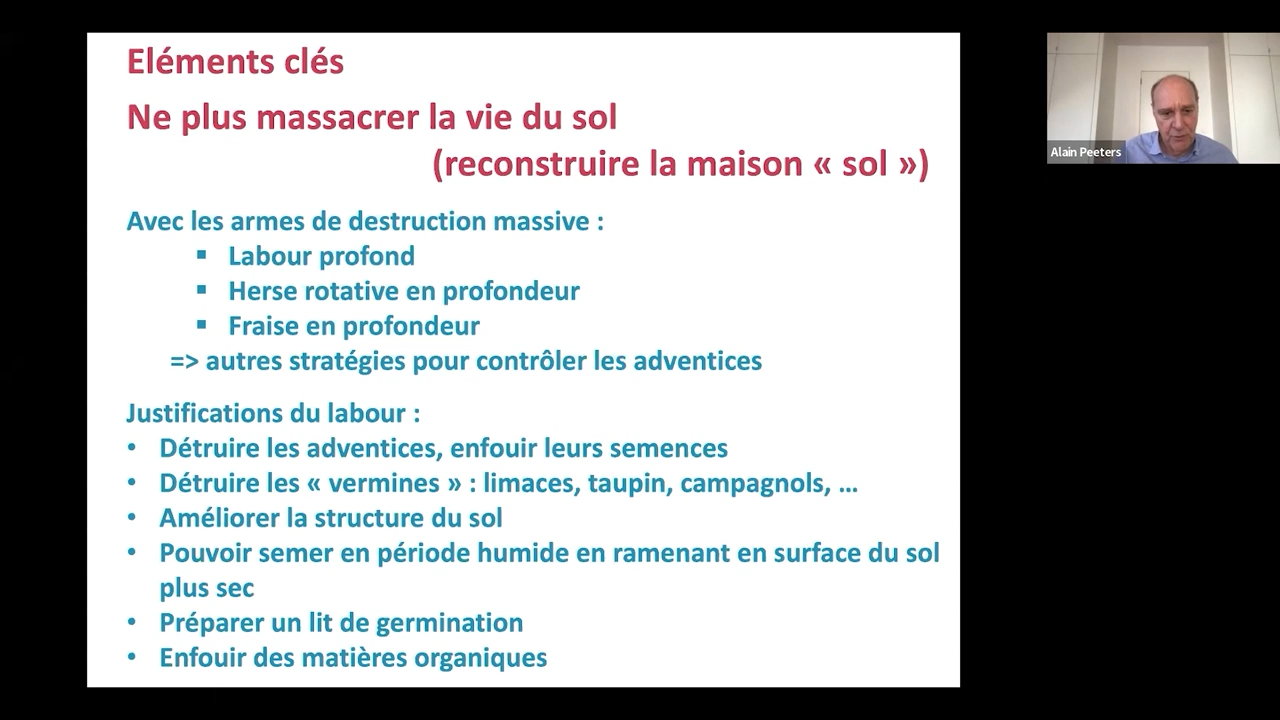 Eléments clés
Ne plus massacrer la vie du sol
(reconstruire la maison « sol »)
Avec les armes de destruction massive :
▪ Labour profond
▪ Herse rotative en profondeur
▪ Fraise en profondeur
=> autres stratégies pour contrôler les adventices
Justifications du labour :
• Détruire les adventices, enfouir leurs semences
• Détruire les « vermines » : limaces, taupin, campagnols, …
• Améliorer la structure du sol
• Pouvoir semer en période humide en ramenant en surface du sol
plus sec
• Préparer un lit de germination
• Enfouir des matières organiques
Alain Peeters